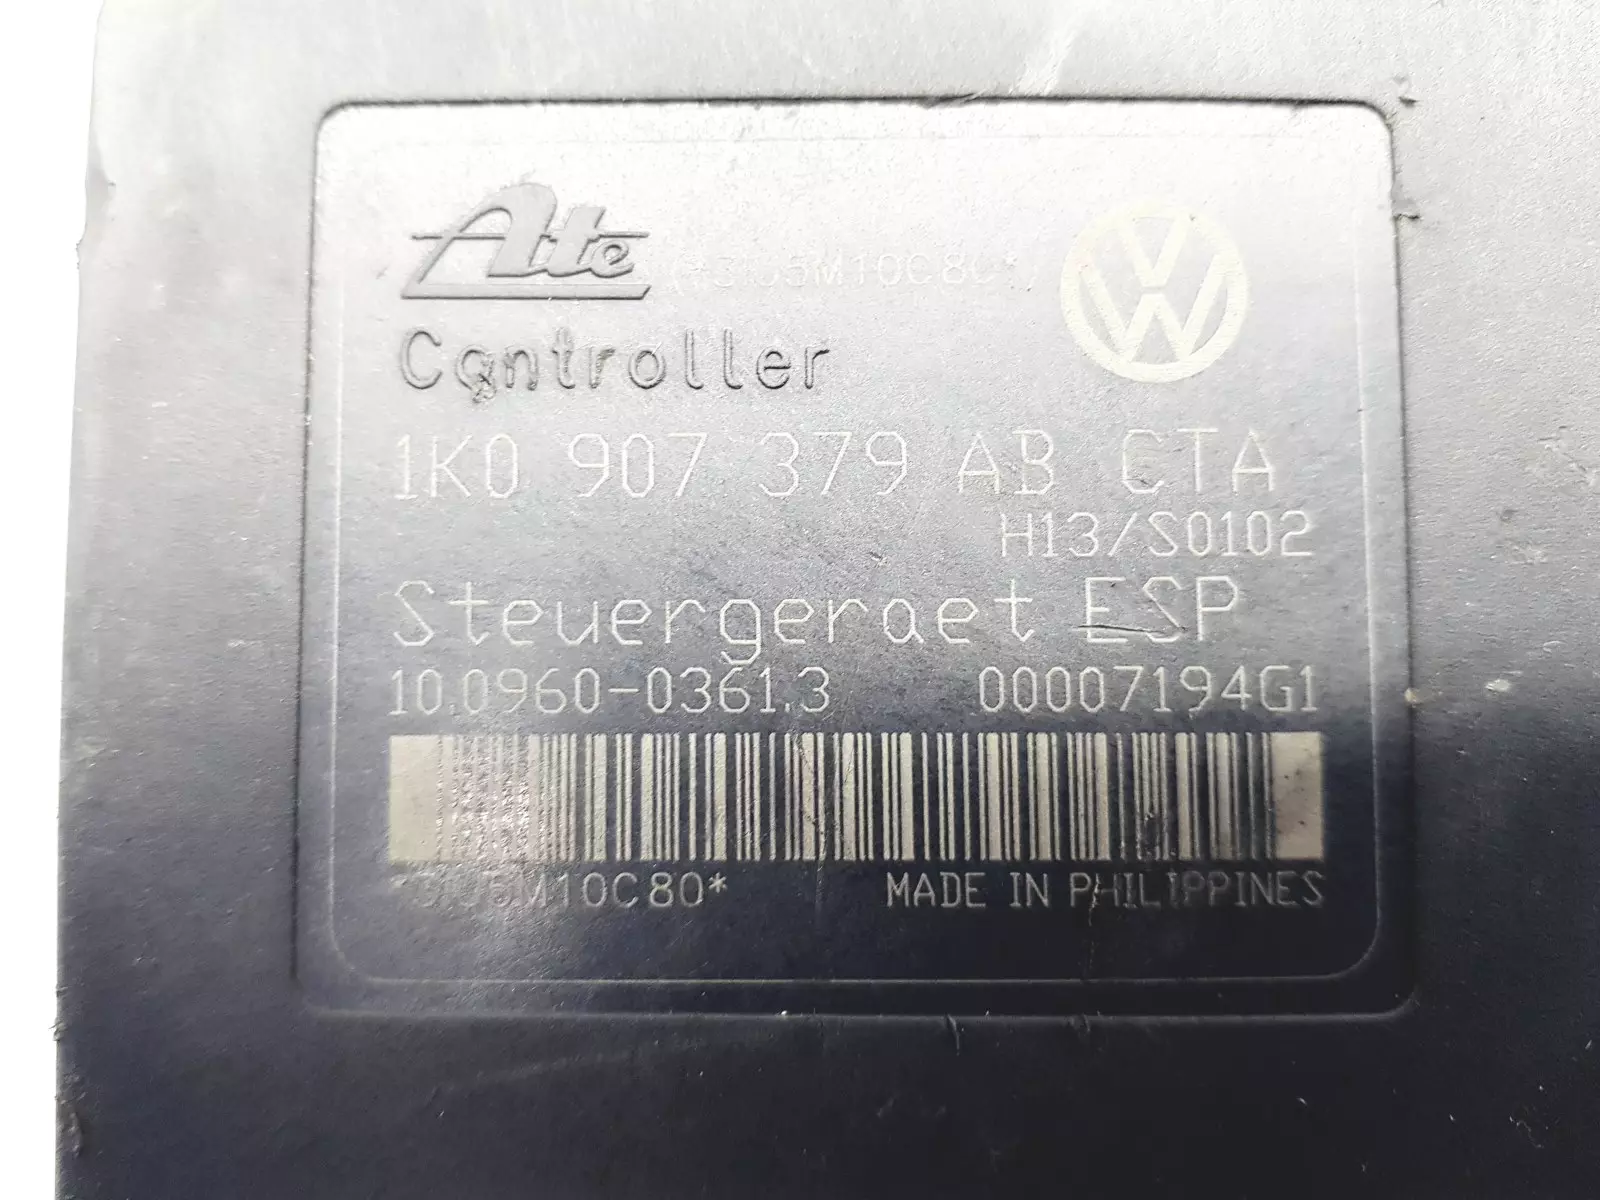 Ate
Controller
1K0 907 379 AB CTA
H13/S0102
Steuergeraet ESP
10.0960-0361.3 00007194G1
MADE IN PHILIPPINES